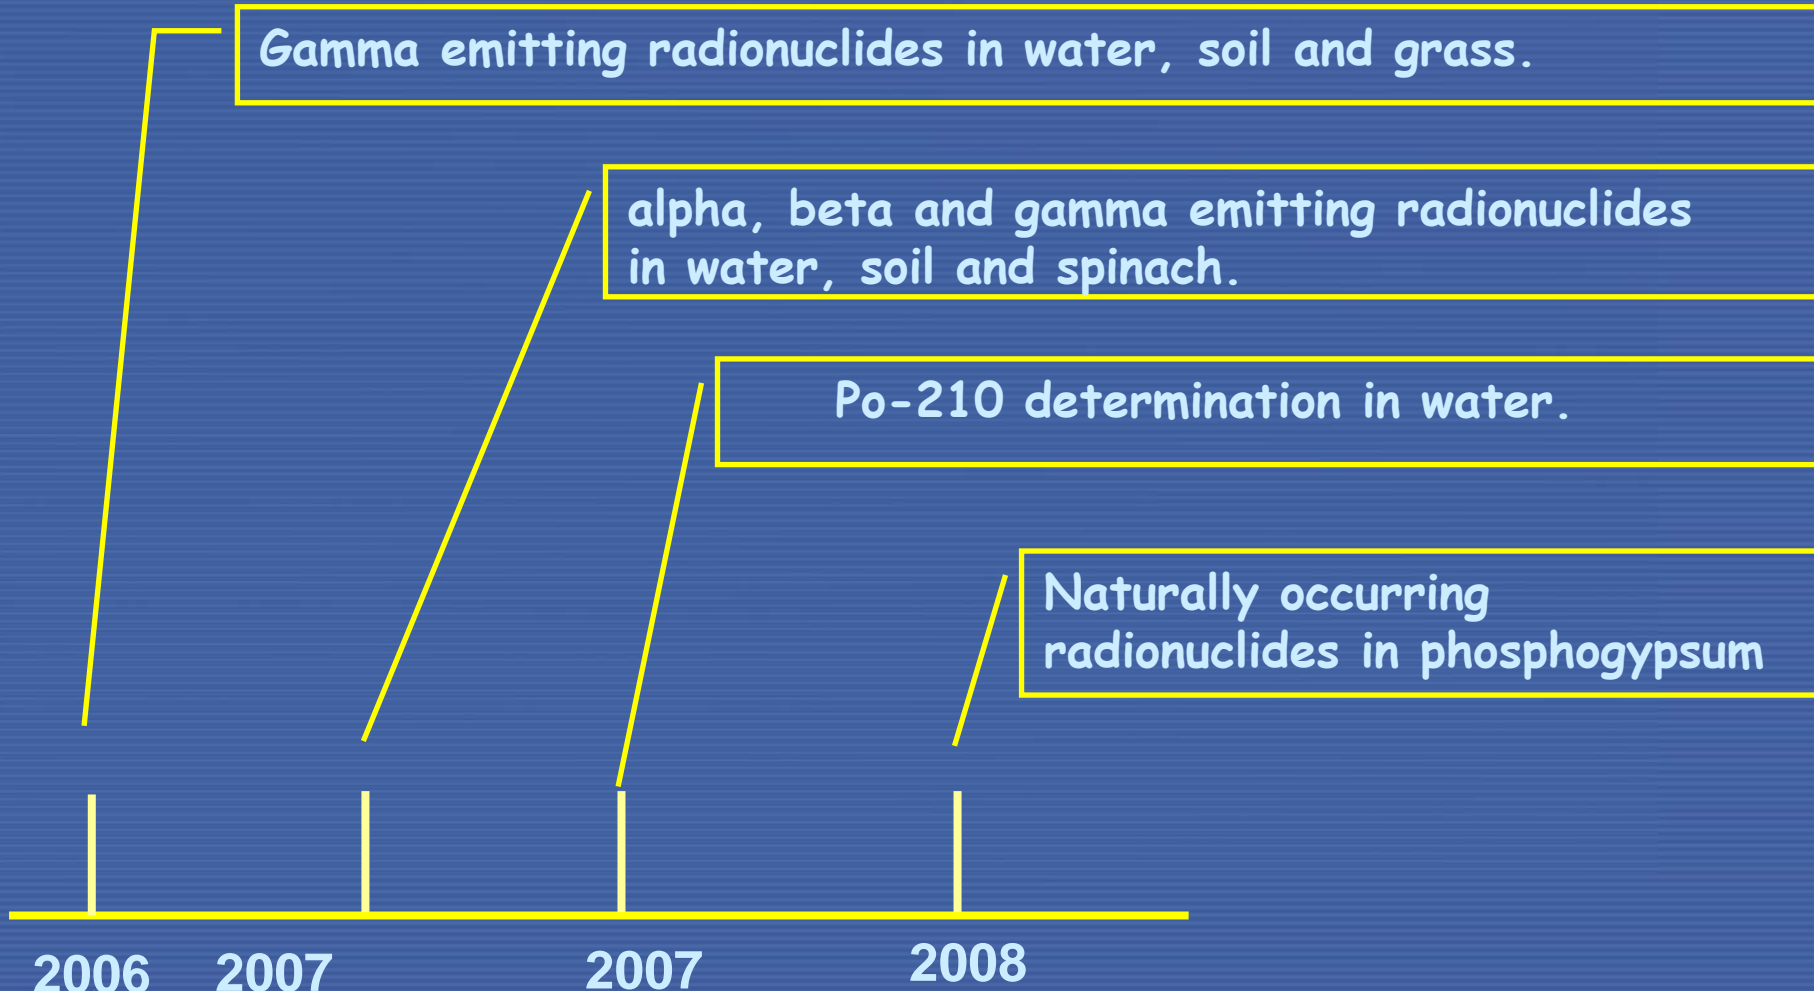 Gamma emitting radionuclides in water, soil and grass.
alpha, beta and gamma emitting radionuclides
in water, soil and spinach.
Po-210 determination in water.
Naturally occurring
radionuclides in phosphogypsum
2006 2007 2007 2008